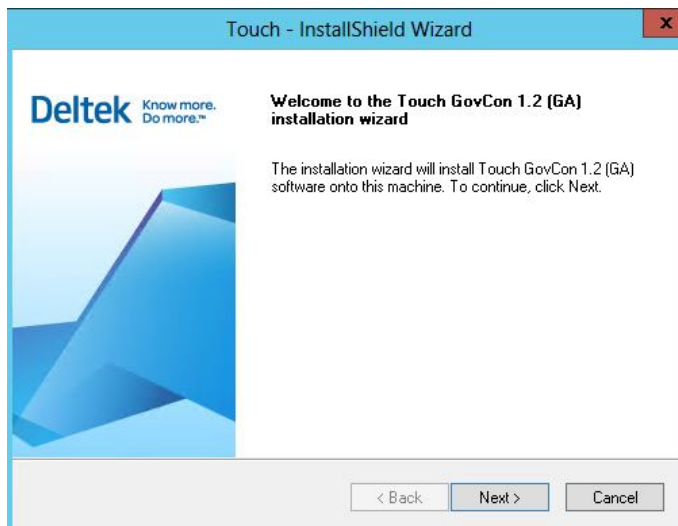 Touch - InstallShield Wizard
x
Deltek Know more.
Do more.™
Welcome to the Touch GovCon 1.2 (GA)
installation wizard
The installation wizard will install Touch GovCon 1.2 (GA)
software onto this machine. To continue, click Next.
< Back Next > Cancel